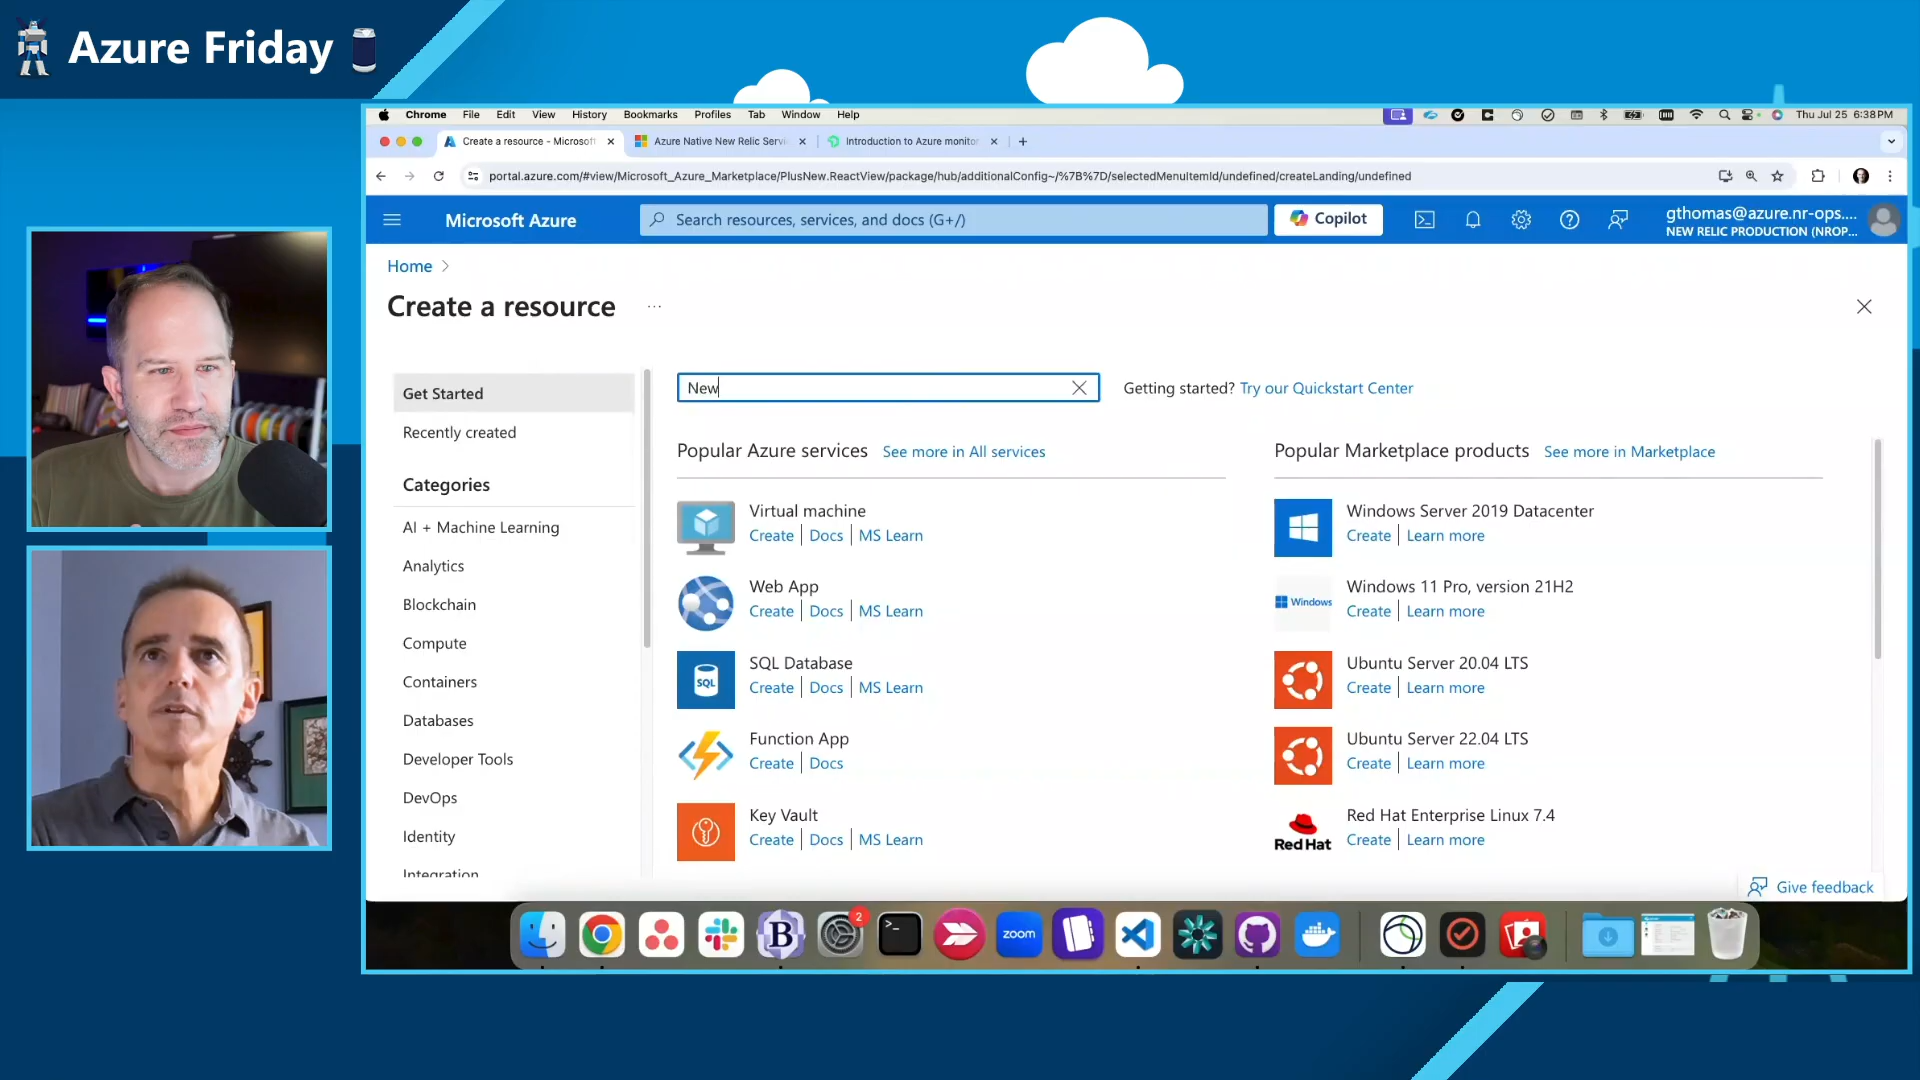 Azure Friday
Chrome File Edit View History Bookmarks Profiles Tab Window Help
Thu Jul 25 6:38 PM
Create a resource - Microsoft
Azure Native New Relic Servi
Introduction to Azure monitor
portal.azure.com/#view/Microsoft_Azure_Marketplace/PlusNew.ReactView/package/hub/additionalConfig~/%7B%7D/selectedMenuItemId/undefined/createLanding/undefined
Microsoft Azure
Search resources, services, and docs (G+/)
Copilot
gthomas@azure.nr-ops....
NEW RELIC PRODUCTION (NROP...
Home
Create a resource
...
Get Started
Recently created
Categories
AI + Machine Learning
Analytics
Blockchain
Compute
Containers
Databases
Developer Tools
DevOps
Identity
Integration
New
Getting started? Try our Quickstart Center
Popular Azure services See more in All services
Virtual machine
Create | Docs | MS Learn
Web App
Create | Docs | MS Learn
SQL
SQL Database
Create | Docs | MS Learn
Function App
Create | Docs
Key Vault
Create | Docs | MS Learn
Popular Marketplace products See more in Marketplace
Windows Server 2019 Datacenter
Create | Learn more
Windows
Windows 11 Pro, version 21H2
Create | Learn more
Ubuntu Server 20.04 LTS
Create | Learn more
Ubuntu Server 22.04 LTS
Create | Learn more
Red Hat
Red Hat Enterprise Linux 7.4
Create | Learn more
Give feedback
B
2
zoom